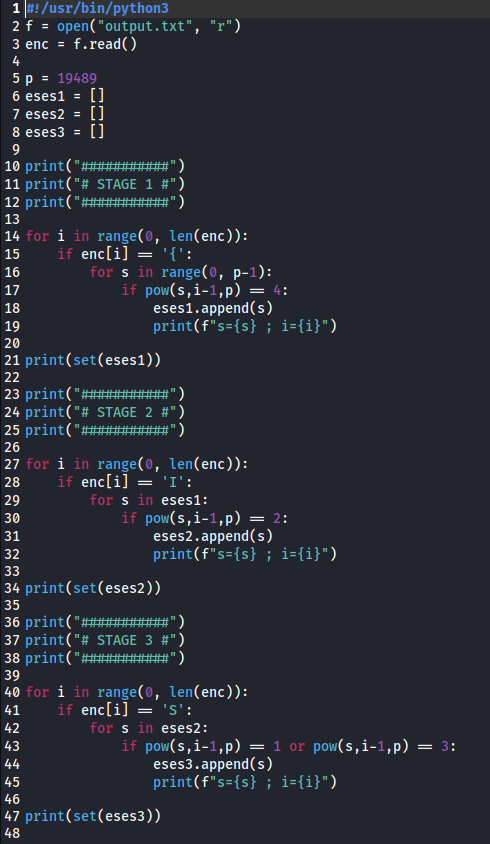 1 #!/usr/bin/python3
2 f = open("output.txt", "r")
3 enc = f.read()
4
5 p = 19489
6 eses1 = []
7 eses2 = []
8 eses3 = []
9
10 print("###########")
11 print("# STAGE 1 #")
12 print("###########")
13
14 for i in range(0, len(enc)):
15     if enc[i] == '{':
16         for s in range(0, p-1):
17             if pow(s,i-1,p) == 4:
18                 eses1.append(s)
19                 print(f"s={s} ; i={i}")
20
21 print(set(eses1))
22
23 print("###########")
24 print("# STAGE 2 #")
25 print("###########")
26
27 for i in range(0, len(enc)):
28     if enc[i] == 'I':
29         for s in eses1:
30             if pow(s,i-1,p) == 2:
31                 eses2.append(s)
32                 print(f"s={s} ; i={i}")
33
34 print(set(eses2))
35
36 print("###########")
37 print("# STAGE 3 #")
38 print("###########")
39
40 for i in range(0, len(enc)):
41     if enc[i] == 'S':
42         for s in eses2:
43             if pow(s,i-1,p) == 1 or pow(s,i-1,p) == 3:
44                 eses3.append(s)
45                 print(f"s={s} ; i={i}")
46
47 print(set(eses3))
48